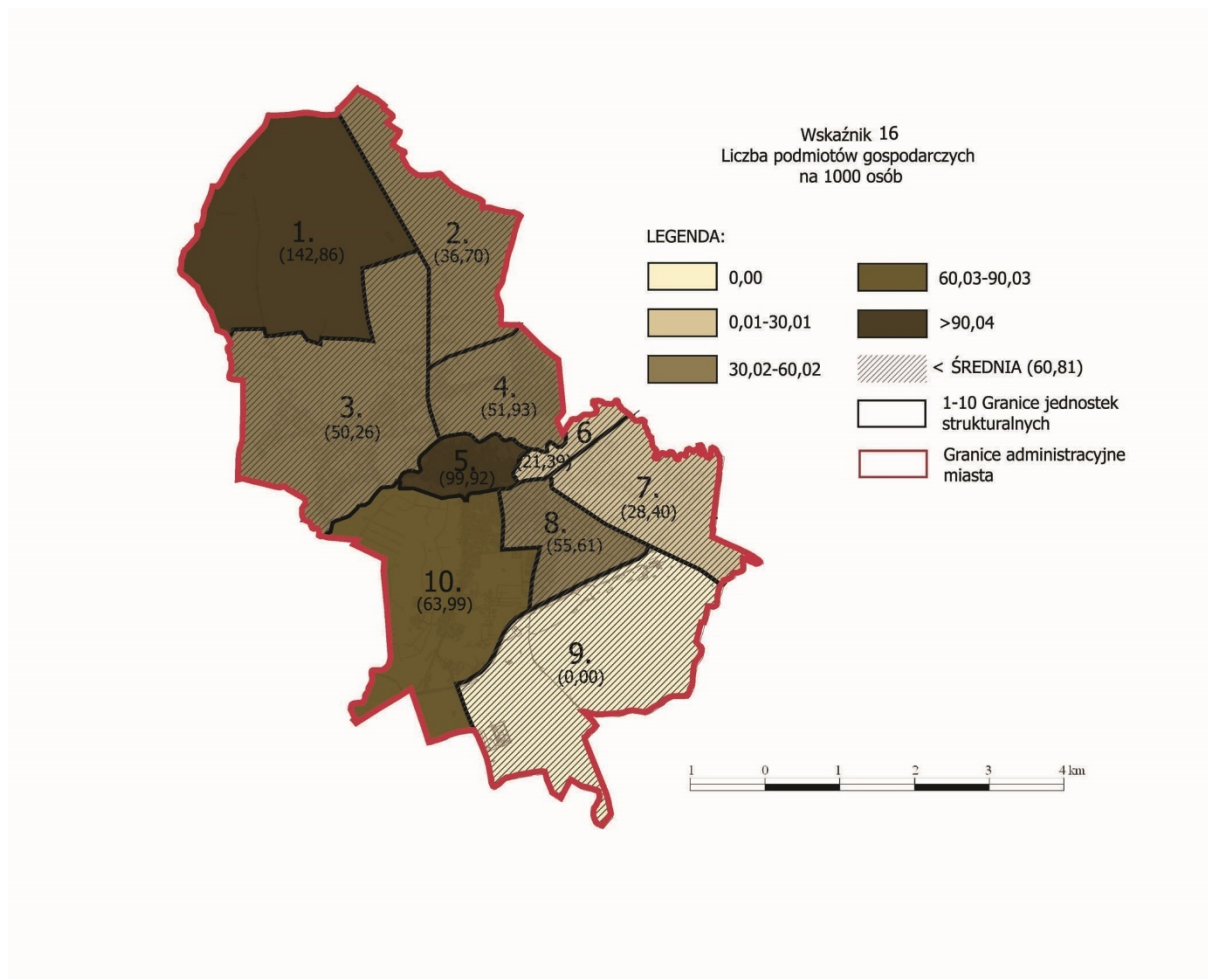 Wskaźnik 16
Liczba podmiotów gospodarczych
na 1000 osób
LEGENDA:
0,00
0,01-30,01
30,02-60,02
60,03-90,03
>90,04
< ŚREDNIA (60,81)
1-10 Granice jednostek
strukturalnych
Granice administracyjne
miasta
1.
(142,86)
2.
(36,70)
3.
(50,26)
4.
(51,93)
5.
(99,92)
6
(21,39)
7.
(28,40)
8.
(55,61)
9.
(0,00)
10.
(63,99)
1 0 1 2 3 4 km